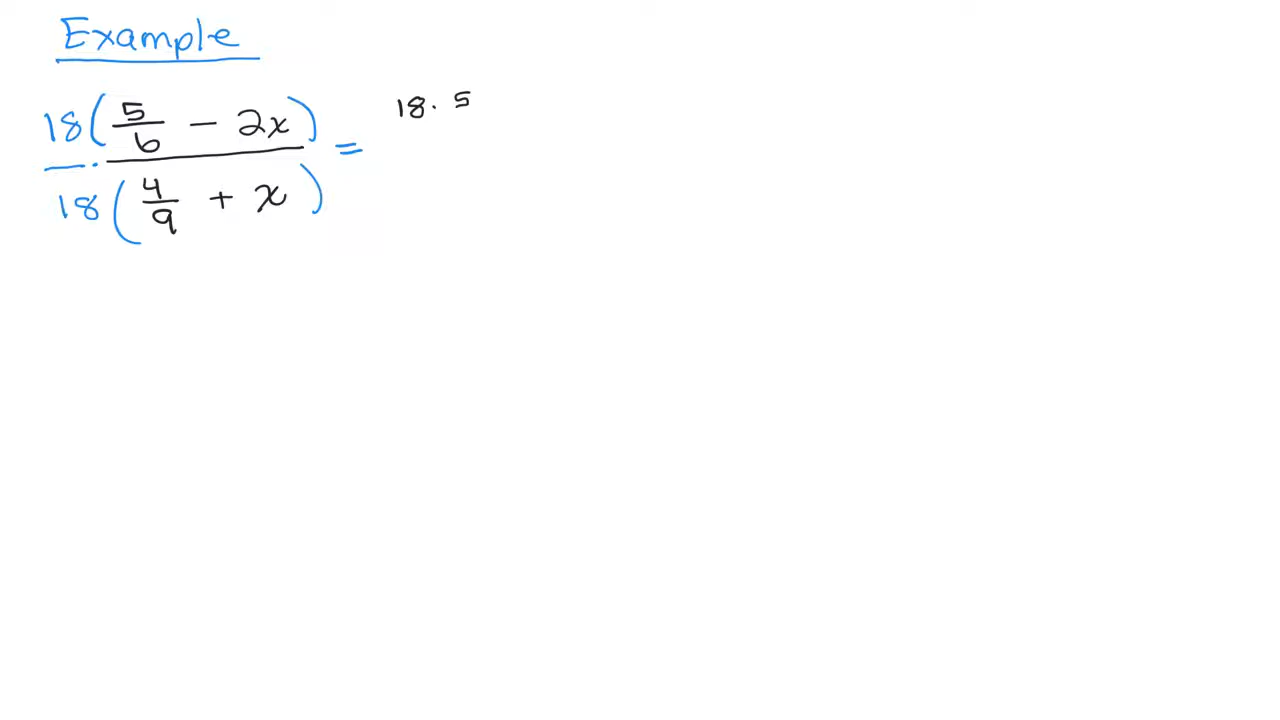 Example
18 ( 5/6 − 2x ) / 18 ( 4/9 + x ) = 18 · 5